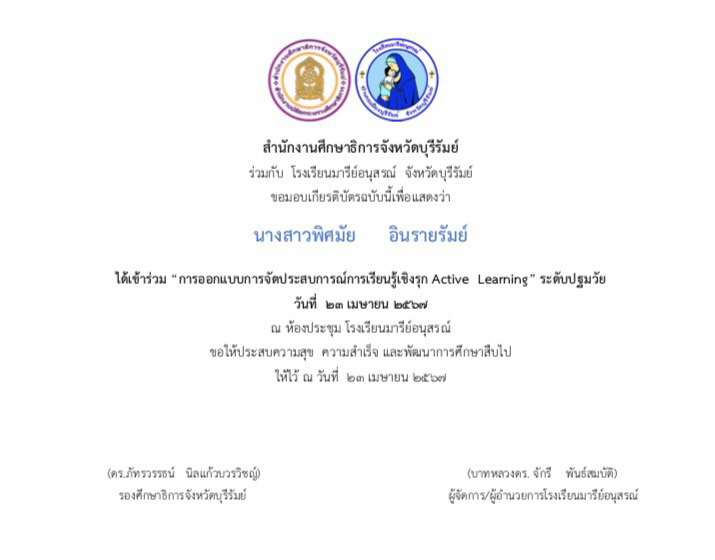 สำนักงานศึกษาธิการจังหวัดบุรีรัมย์
ร่วมกับ โรงเรียนมารีย์อนุสรณ์ จังหวัดบุรีรัมย์
ขอมอบเกียรติบัตรฉบับนี้เพื่อแสดงว่า
นางสาวพิศมัย อินรายรัมย์
ได้เข้าร่วม “การออกแบบการจัดประสบการณ์การเรียนรู้เชิงรุก Active Learning” ระดับปฐมวัย
วันที่ ๒๓ เมษายน ๒๕๖๗
ณ ห้องประชุม โรงเรียนมารีย์อนุสรณ์
ขอให้ประสบความสุข ความสำเร็จ และพัฒนาการศึกษาสืบไป
ให้ไว้ ณ วันที่ ๒๓ เมษายน ๒๕๖๗
(ดร.ภัทรวรรธน์ นิลแก้วบวรวิชญ์)
รองศึกษาธิการจังหวัดบุรีรัมย์
(บาทหลวงดร. จักรี พันธ์สมบัติ)
ผู้จัดการ/ผู้อำนวยการโรงเรียนมารีย์อนุสรณ์